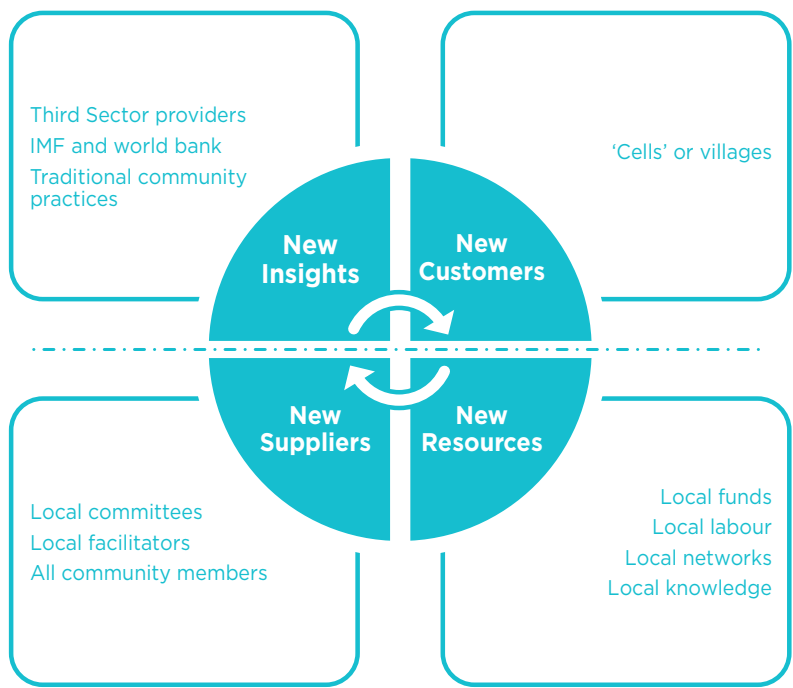 Third Sector providers
IMF and world bank
Traditional community
practices
‘Cells’ or villages
New
Insights
New
Customers
New
Suppliers
New
Resources
Local committees
Local facilitators
All community members
Local funds
Local labour
Local networks
Local knowledge